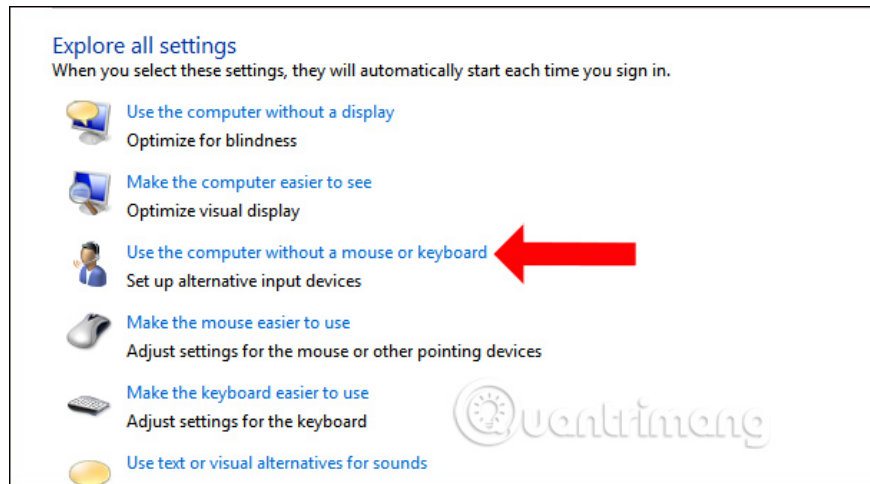 Explore all settings
When you select these settings, they will automatically start each time you sign in.
Use the computer without a display
Optimize for blindness
Make the computer easier to see
Optimize visual display
Use the computer without a mouse or keyboard
Set up alternative input devices
Make the mouse easier to use
Adjust settings for the mouse or other pointing devices
Make the keyboard easier to use
Adjust settings for the keyboard
Quantrimang
Use text or visual alternatives for sounds